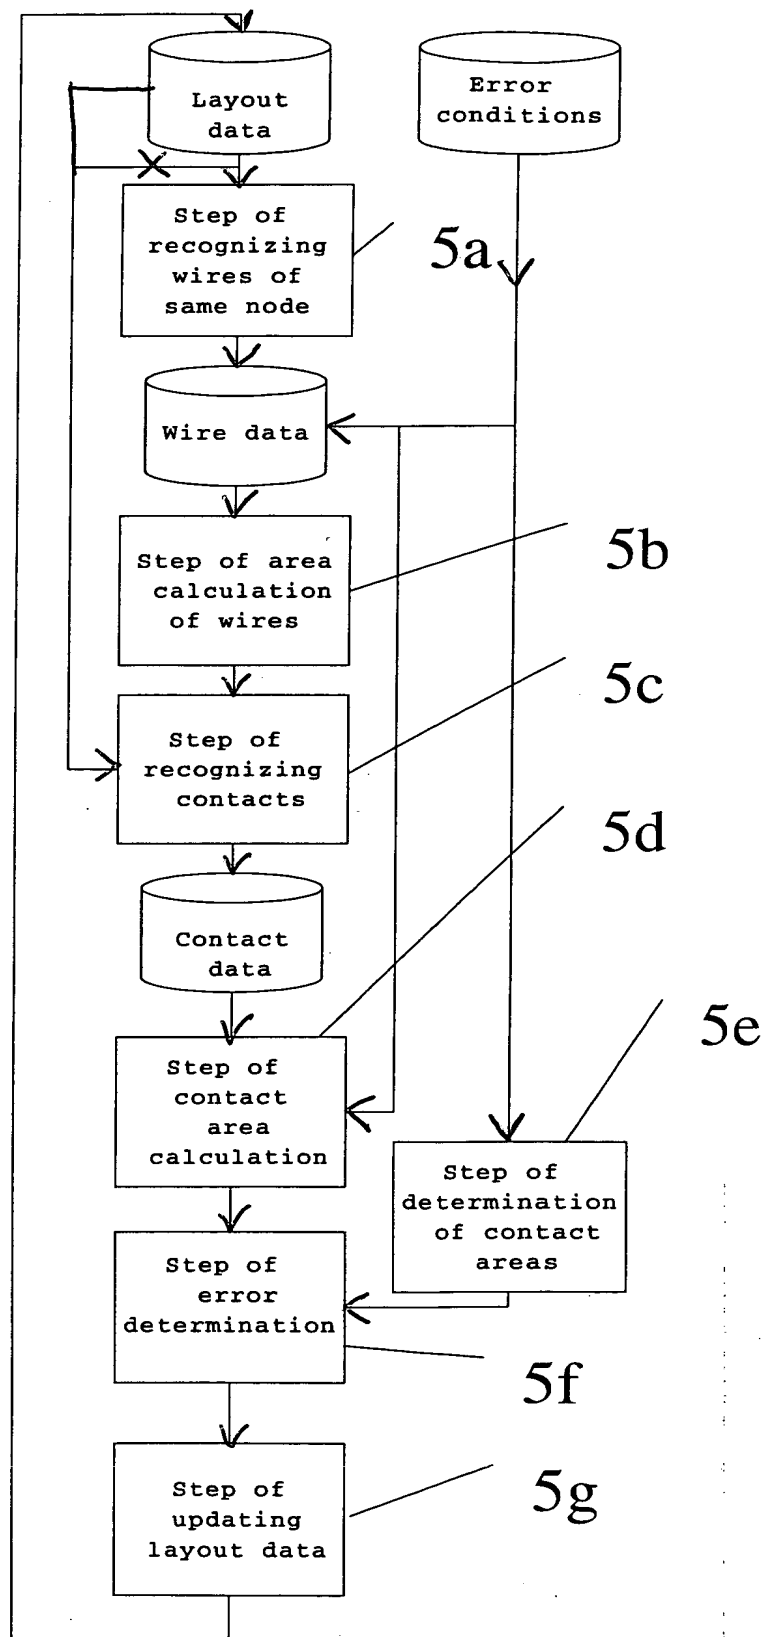 Layout
data
Error
conditions
Step of
recognizing
wires of
same node
5a
Wire data
Step of area
calculation
of wires
5b
Step of
recognizing
contacts
5c
Contact
data
5d
Step of
contact
area
calculation
5e
Step of
determination
of contact
areas
Step of
error
determination
5f
Step of
updating
layout data
5g